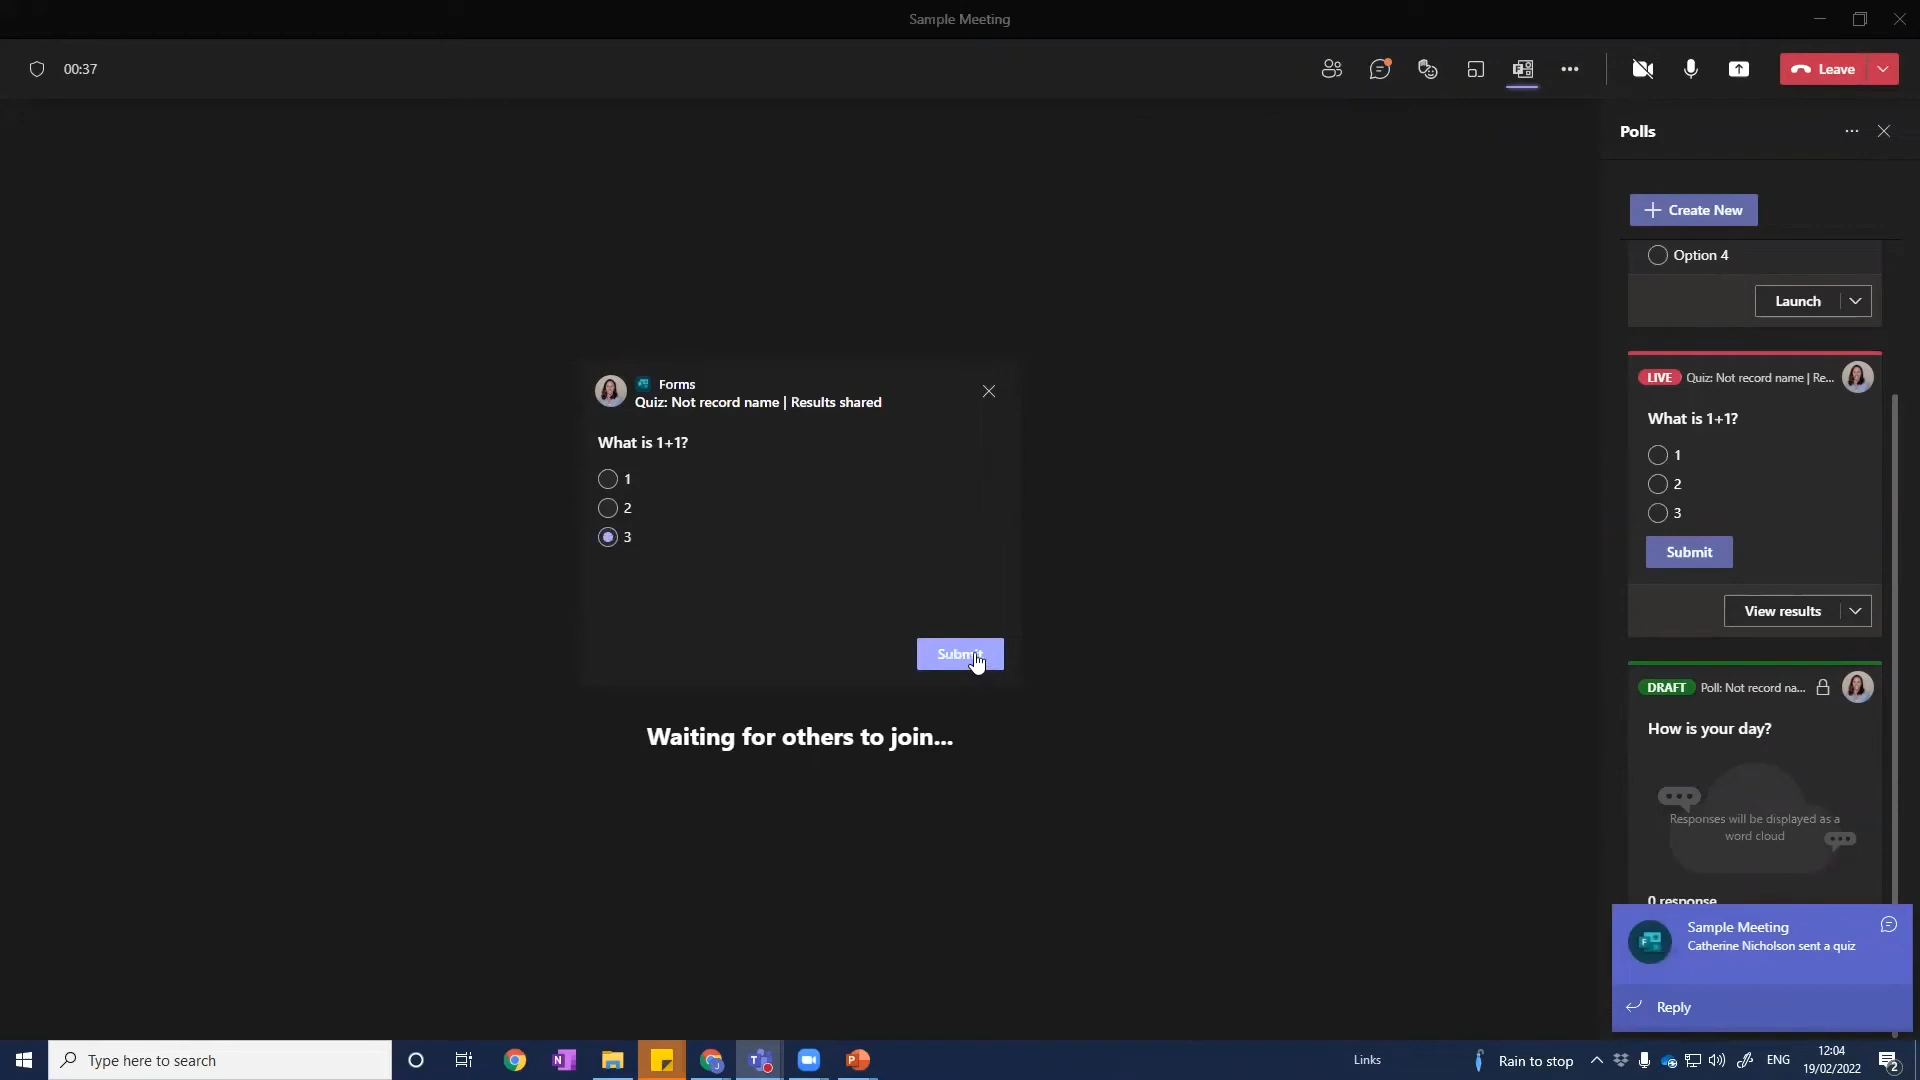 Sample Meeting
00:37
Leave
Polls
Create New
Option 4
Launch
Forms
Quiz: Not record name | Results shared
What is 1+1?
1
2
3
Submit
Waiting for others to join...
LIVE Quiz: Not record name | Re...
What is 1+1?
1
2
3
Submit
View results
DRAFT Poll: Not record na...
How is your day?
Responses will be displayed as a
word cloud
0 response
Sample Meeting
Catherine Nicholson sent a quiz
Reply
Type here to search
Links
Rain to stop
ENG
12:04
19/02/2022
2